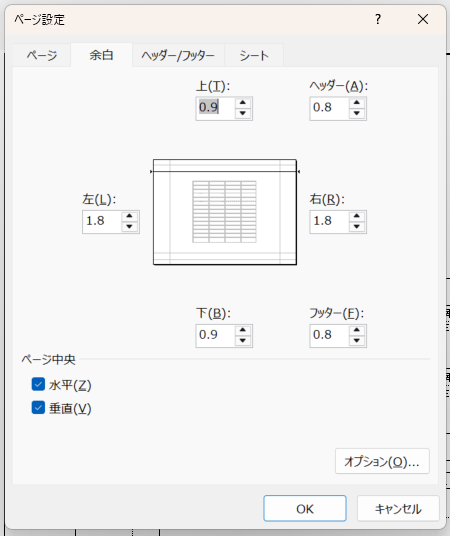 ページ設定
?
ページ
余白
ヘッダー/フッター
シート
上(T):
ヘッダー(A):
0.9
0.8
左(L):
右(R):
1.8
1.8
下(B):
フッター(F):
0.9
0.8
ページ中央
水平(Z)
垂直(V)
オプション(O)...
OK
キャンセル